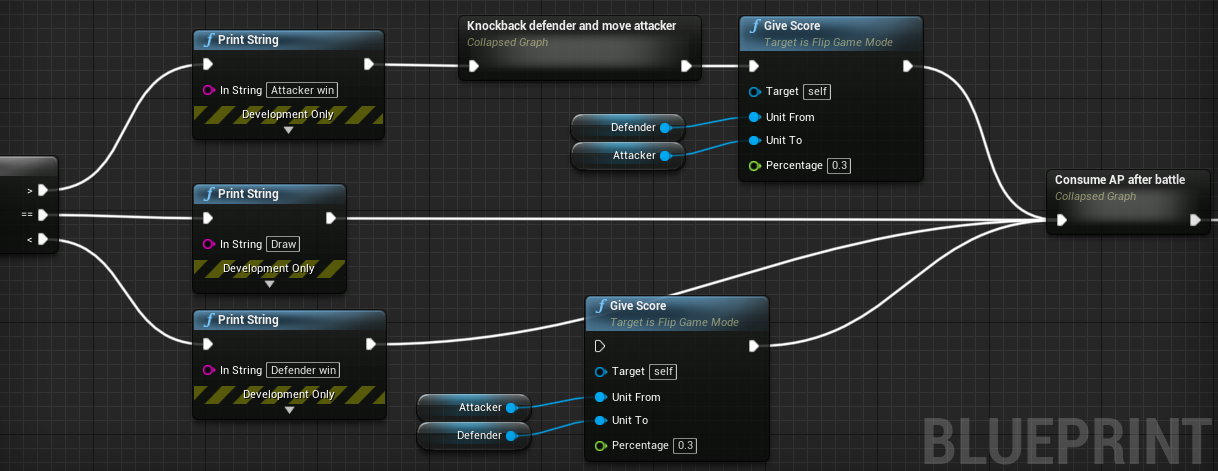 >
==
<
Print String
In String Attacker win
Development Only
Knockback defender and move attacker
Collapsed Graph
Give Score
Target is Flip Game Mode
Target self
Unit From
Unit To
Percentage 0.3
Defender
Attacker
Print String
In String Draw
Development Only
Consume AP after battle
Collapsed Graph
Print String
In String Defender win
Development Only
Give Score
Target is Flip Game Mode
Target self
Unit From
Unit To
Percentage 0.3
Attacker
Defender
BLUEPRINT